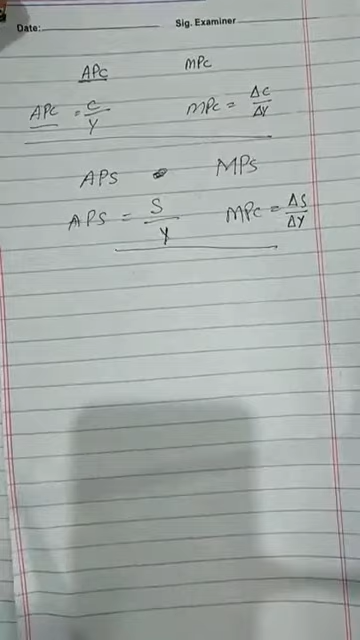 Date: Sig. Examiner
APC MPC
APC = C/Y MPC = ΔC/ΔY
APS MPS
APS = S/Y MPC = ΔS/ΔY